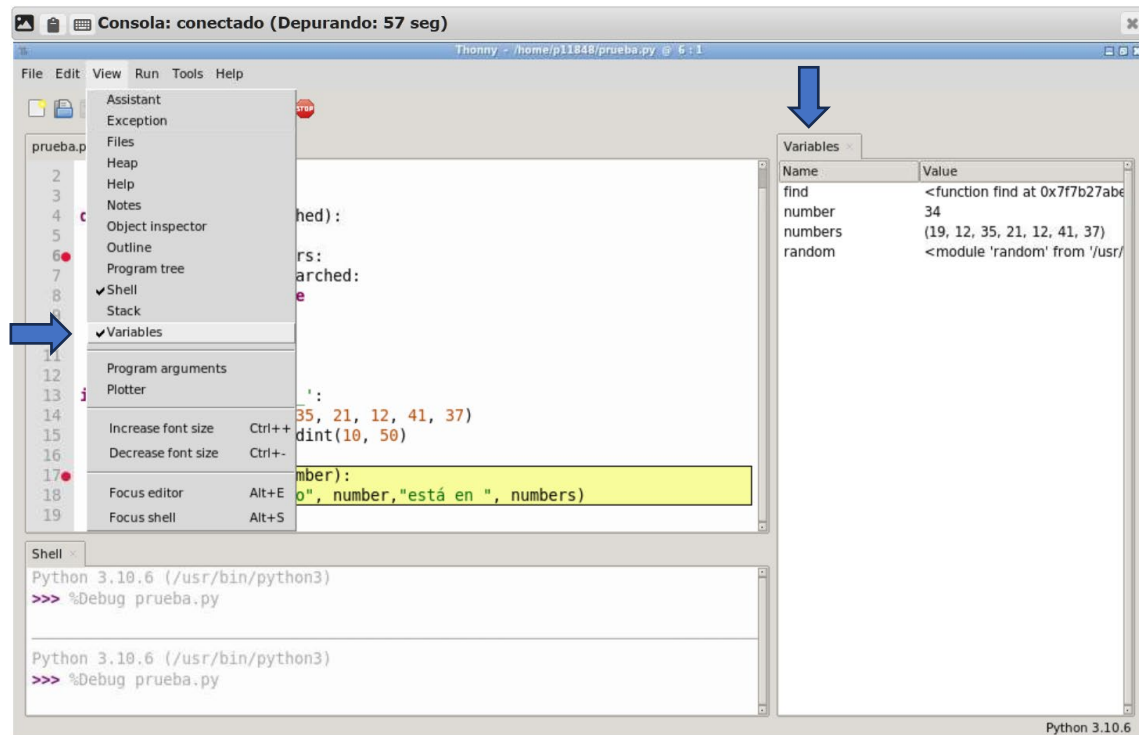 Consola: conectado (Depurando: 57 seg)
Thonny - /home/p11848/prueba.py @ 6 : 1
File Edit View Run Tools Help
Assistant
Exception
Files
Heap
Help
Notes
Object inspector
Outline
Program tree
✔Shell
Stack
✔Variables
Program arguments
Plotter
Increase font size Ctrl++
Decrease font size Ctrl+-
Focus editor Alt+E
Focus shell Alt+S
STOP
prueba.p
2
3
4 hed):
5
6 rs:
7 arched:
8 e
11
12
13 i _':
14 35, 21, 12, 41, 37)
15 dint(10, 50)
16
17 mber):
18 o", number,"está en ", numbers)
19
Variables
Name Value
find <function find at 0x7f7b27abe
number 34
numbers (19, 12, 35, 21, 12, 41, 37)
random <module 'random' from '/usr/
Shell
Python 3.10.6 (/usr/bin/python3)
>>> %Debug prueba.py
Python 3.10.6 (/usr/bin/python3)
>>> %Debug prueba.py
Python 3.10.6